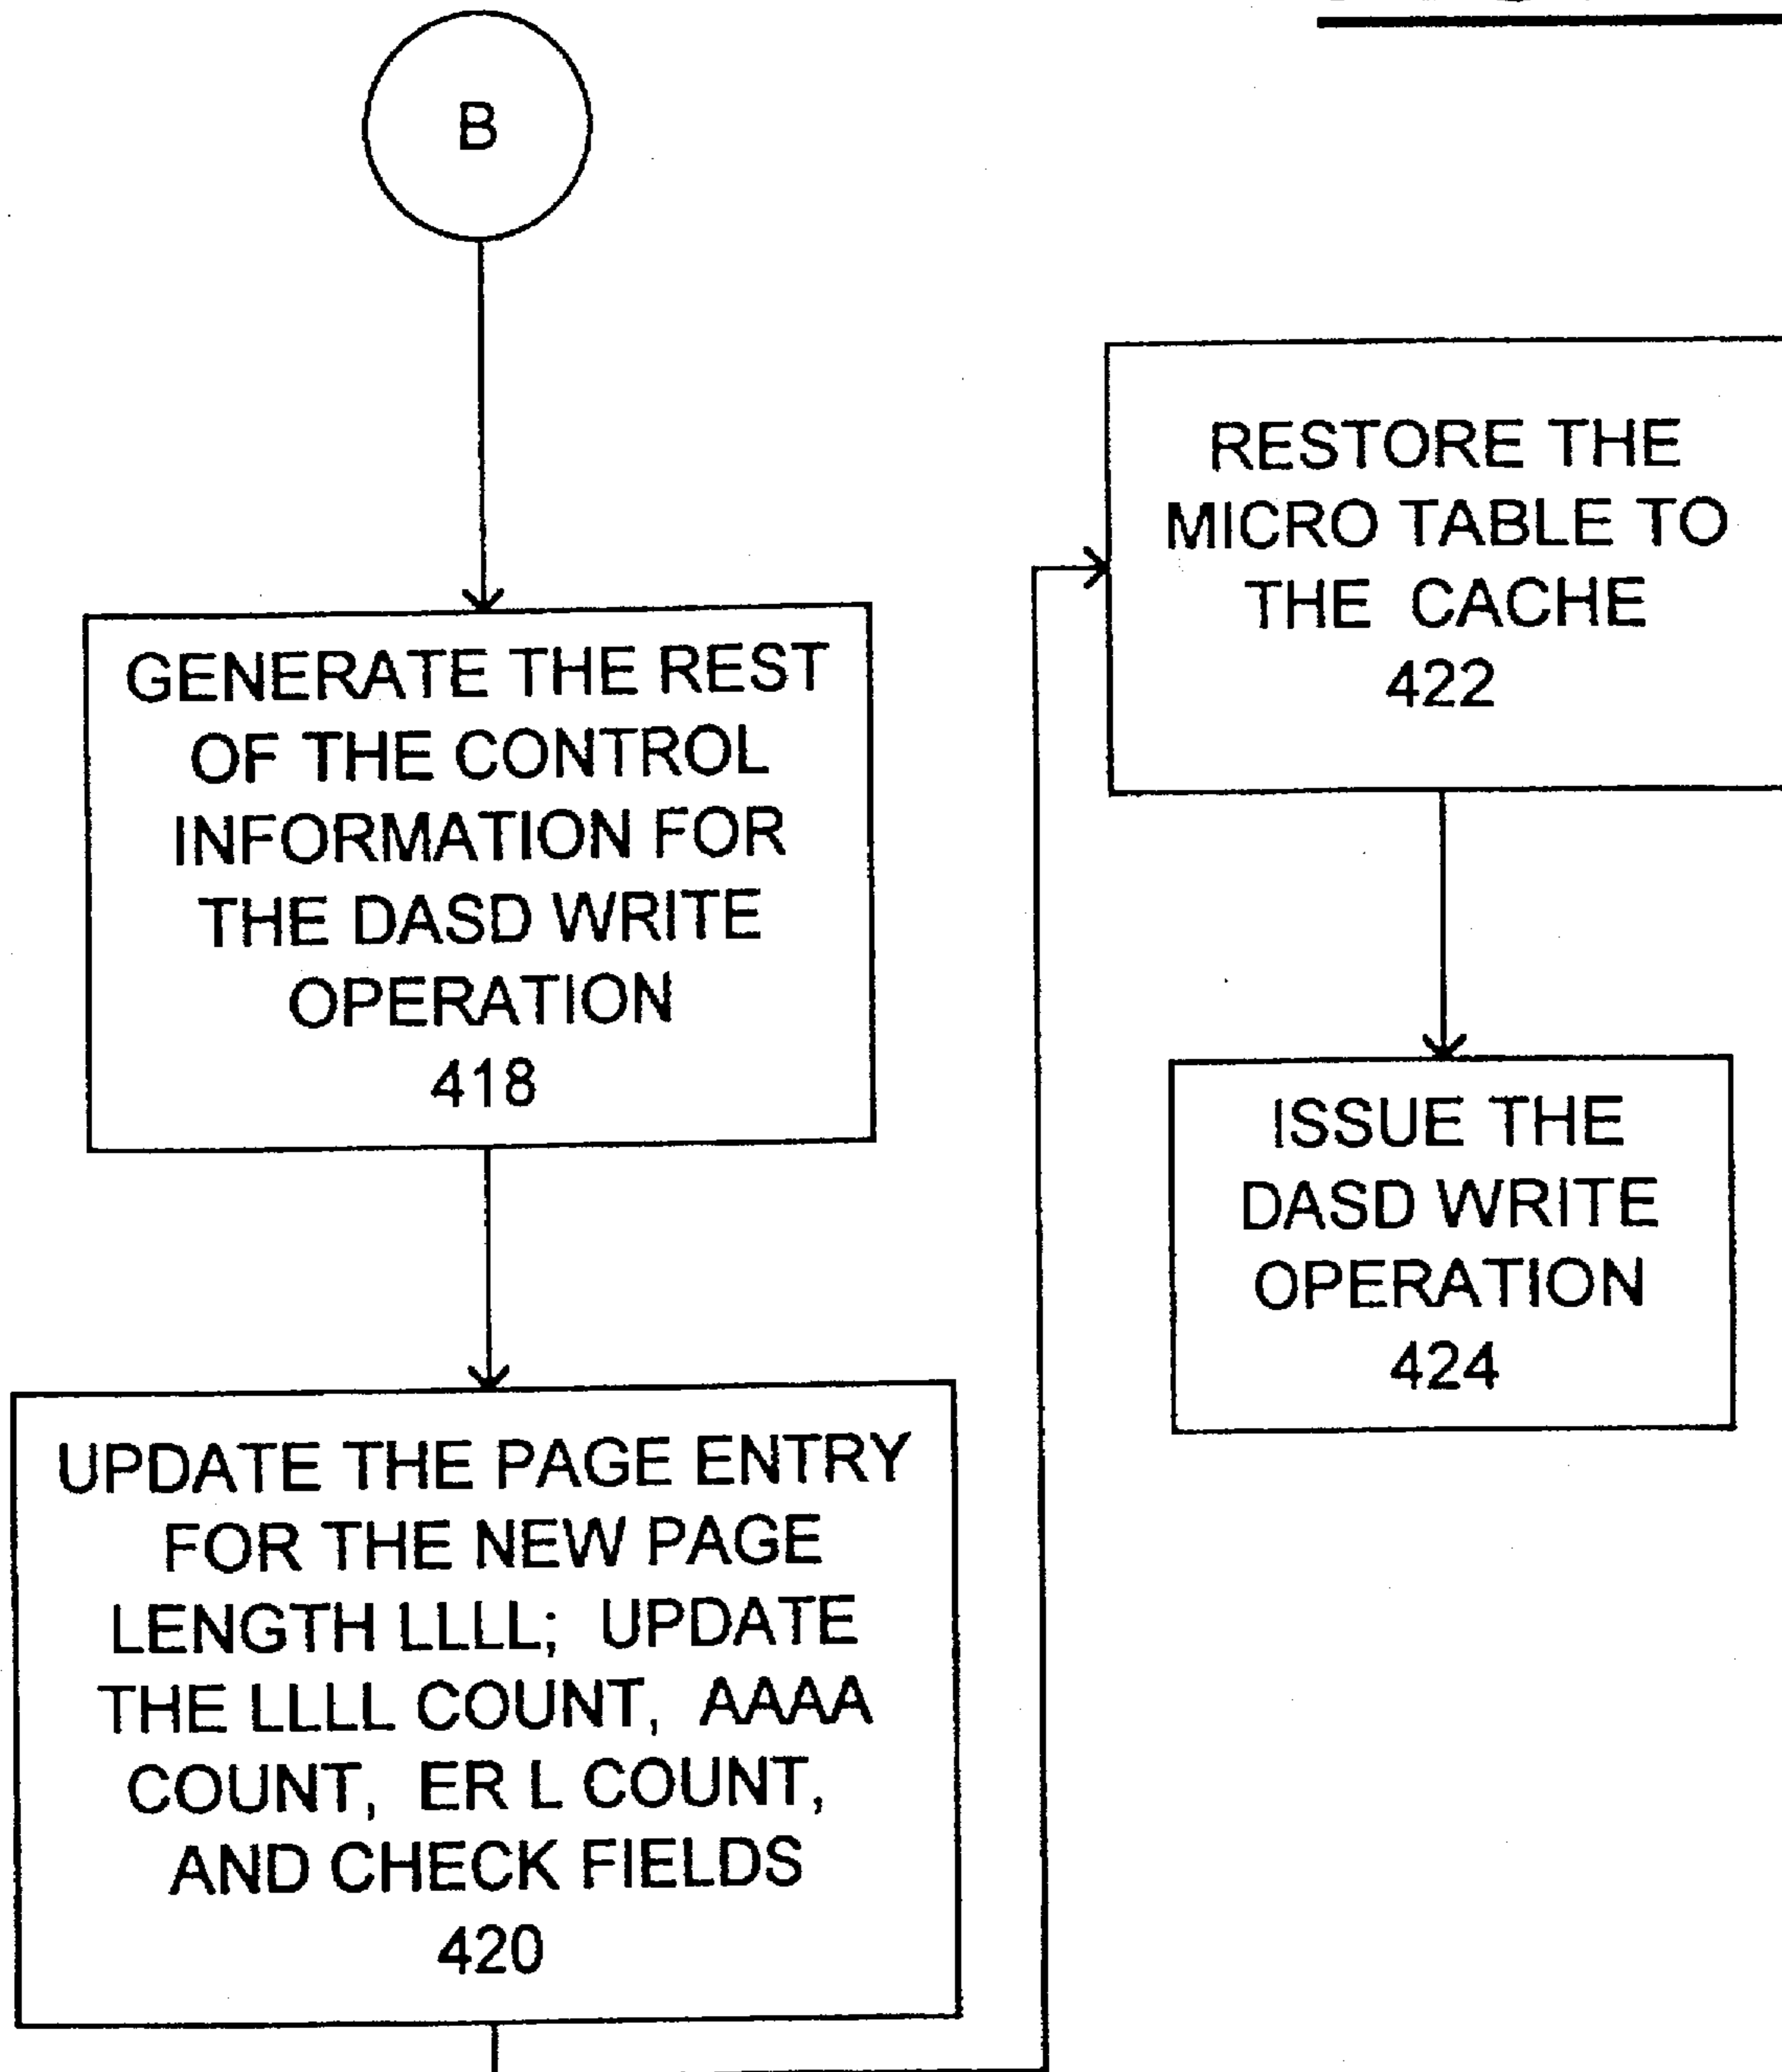 B
GENERATE THE REST
OF THE CONTROL
INFORMATION FOR
THE DASD WRITE
OPERATION
418
UPDATE THE PAGE ENTRY
FOR THE NEW PAGE
LENGTH LLLL; UPDATE
THE LLLL COUNT, AAAA
COUNT, ER L COUNT,
AND CHECK FIELDS
420
RESTORE THE
MICRO TABLE TO
THE CACHE
422
ISSUE THE
DASD WRITE
OPERATION
424